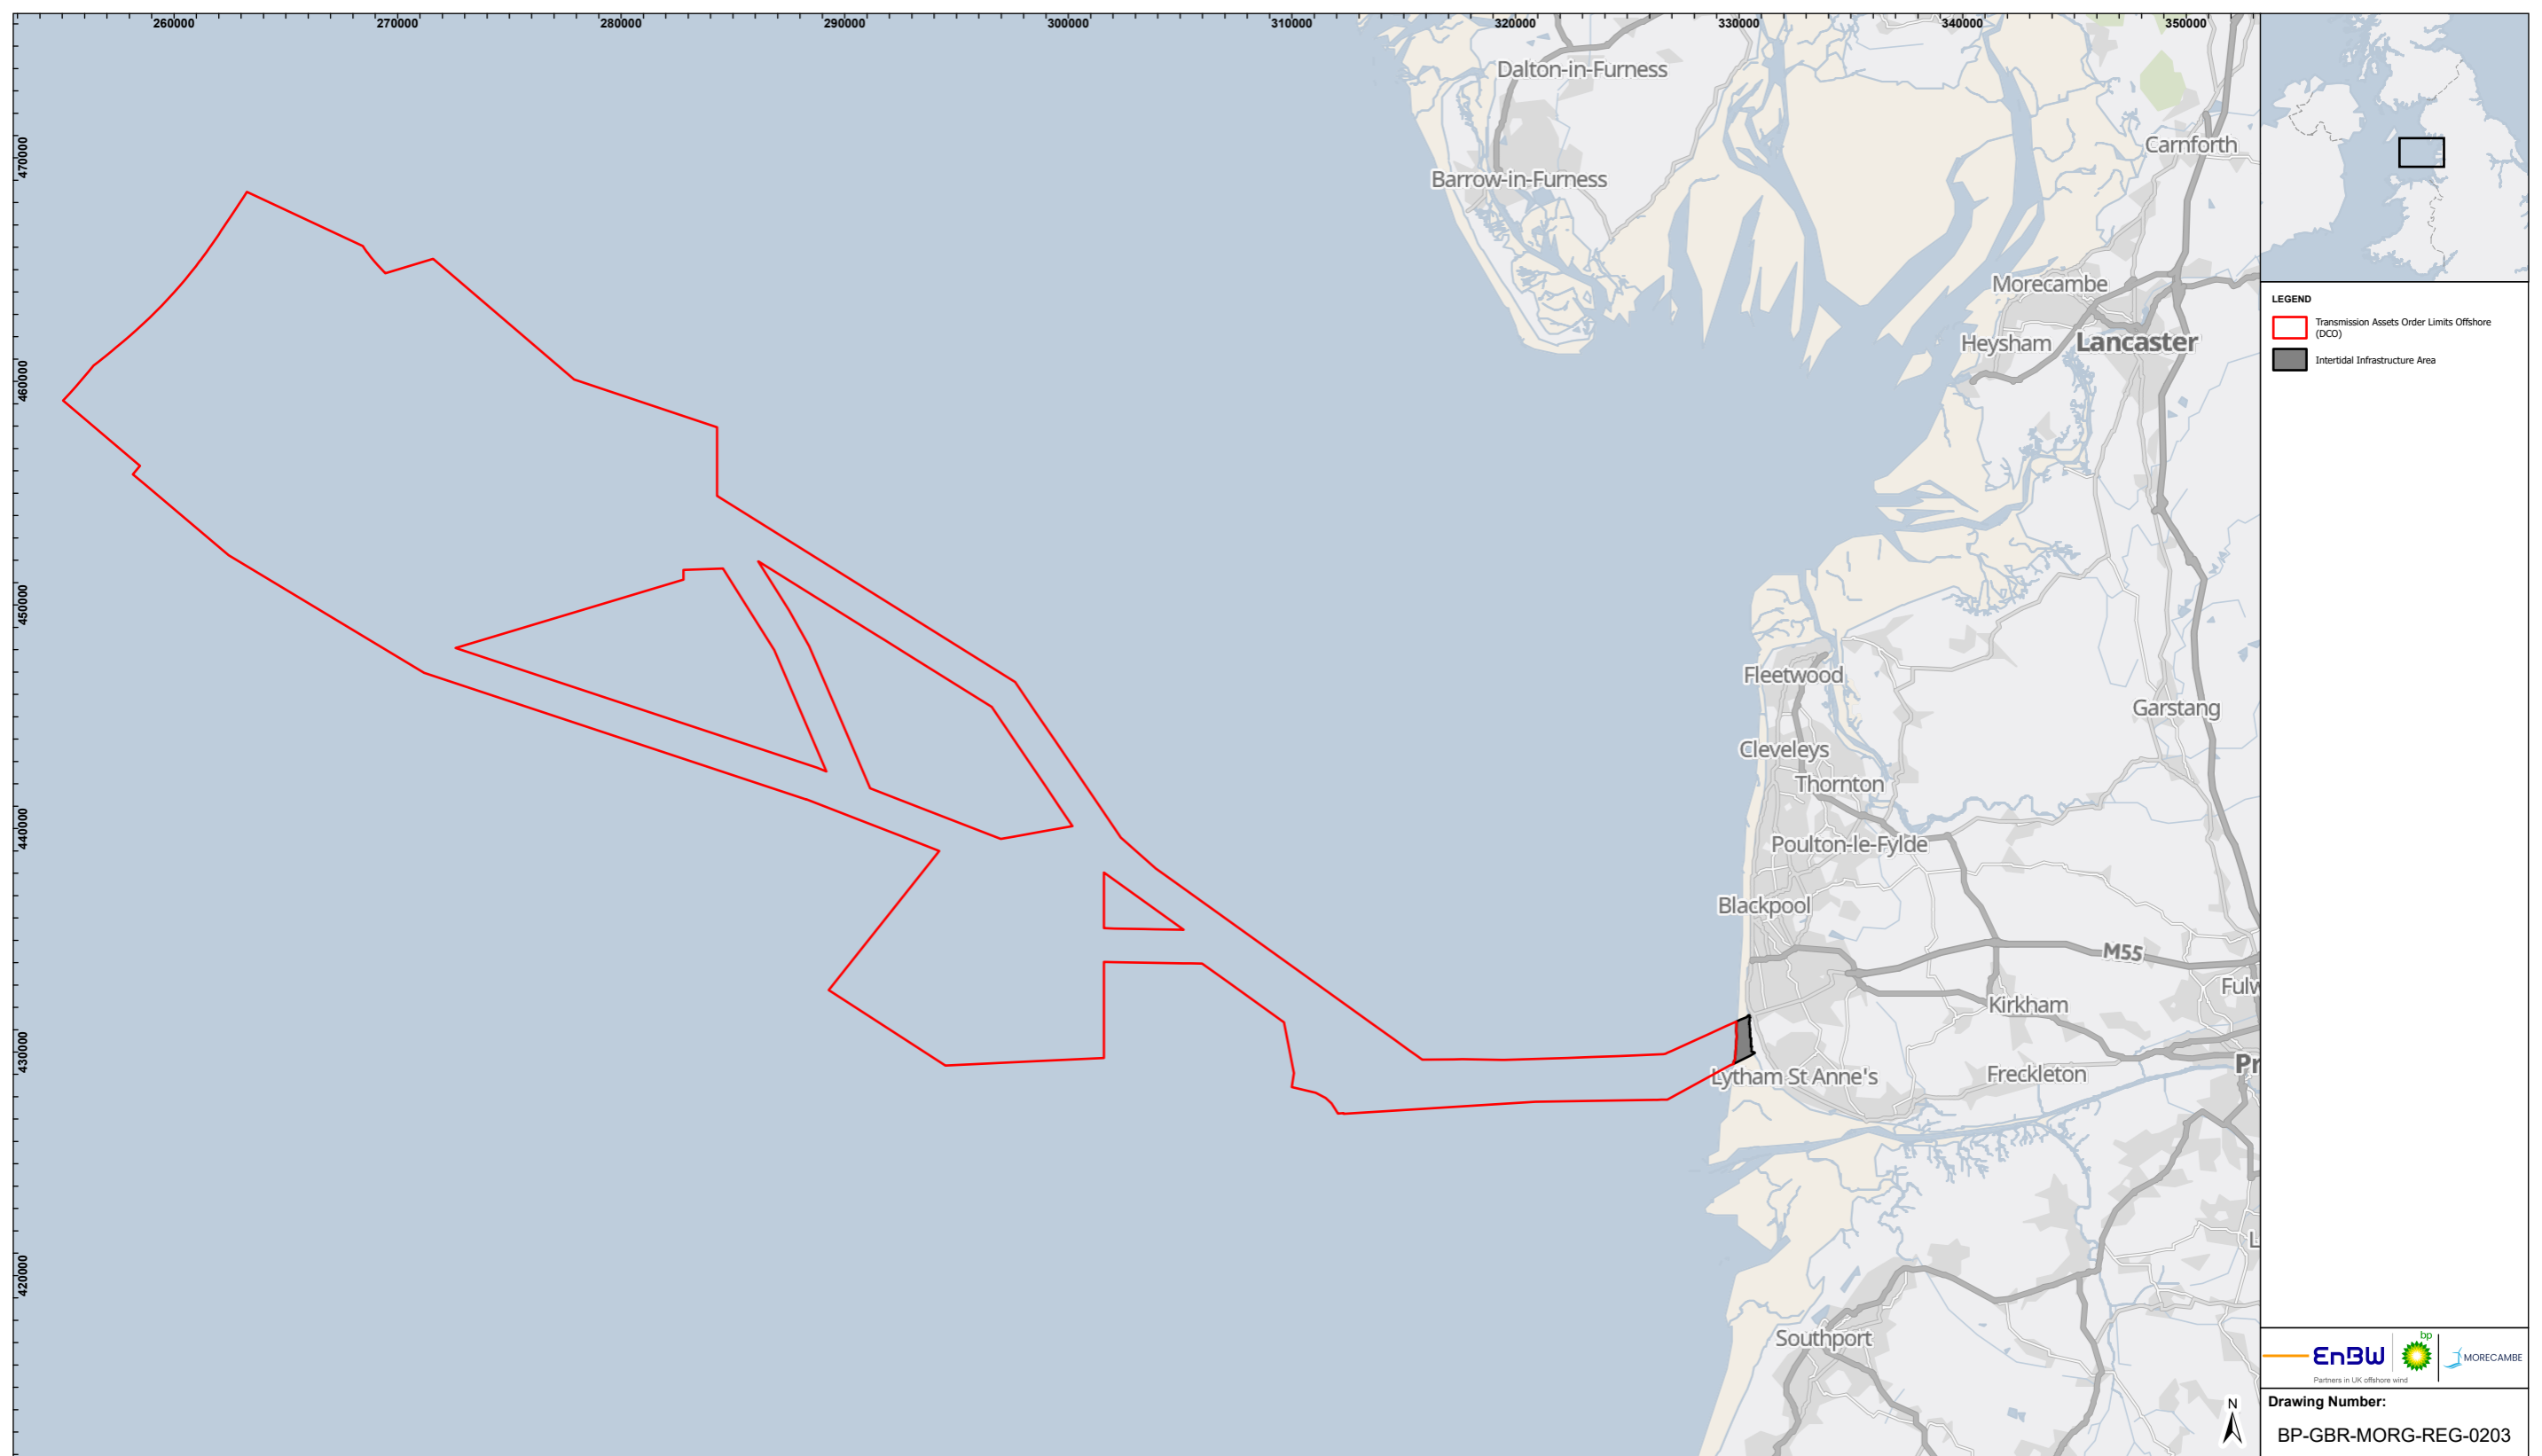 260000
270000
280000
290000
300000
310000
320000
330000
340000
350000
470000
460000
450000
440000
430000
420000
Dalton-in-Furness
Carnforth
Barrow-in-Furness
Morecambe
Heysham
Lancaster
Fleetwood
Garstang
Cleveleys
Thornton
Poulton-le-Fylde
Blackpool
M55
Fulw
Kirkham
Lytham St Anne's
Freckleton
Pr
L
Southport
N
LEGEND
Transmission Assets Order Limits Offshore
(DCO)
Intertidal Infrastructure Area
EnBW
bp
MORECAMBE
Partners in UK offshore wind
Drawing Number:
BP-GBR-MORG-REG-0203